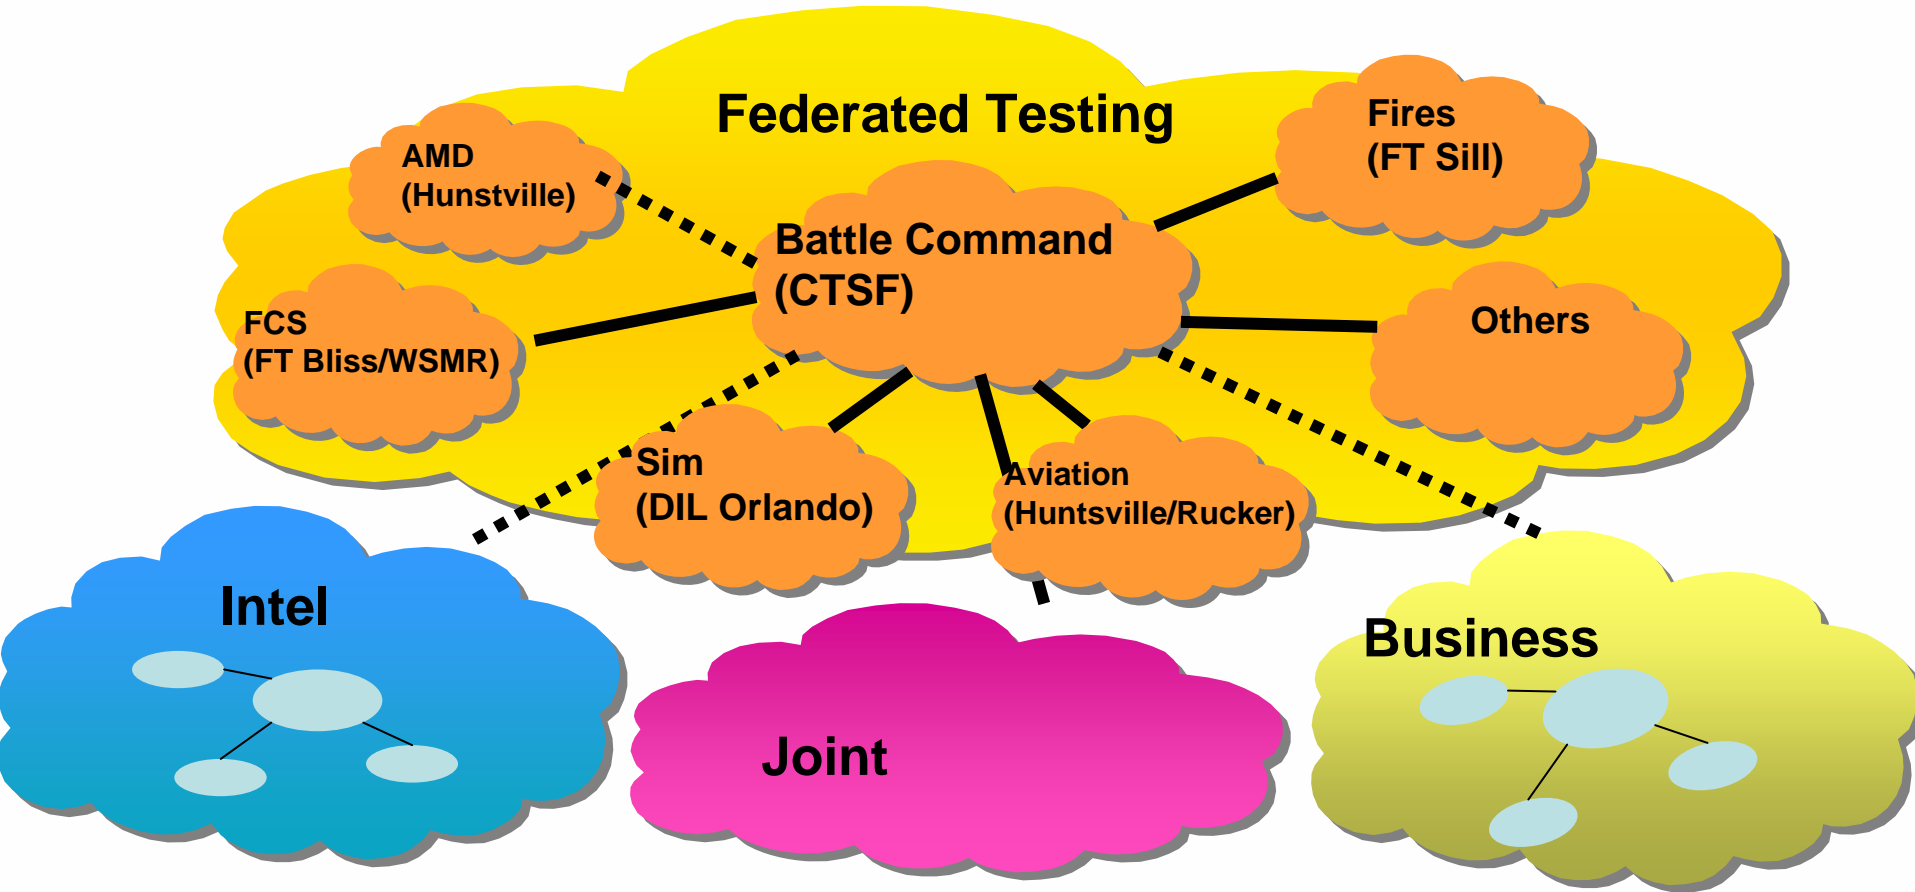 Federated Testing
AMD
(Hunstville)
Fires
(FT Sill)
Battle Command
(CTSF)
FCS
(FT Bliss/WSMR)
Others
Sim
(DIL Orlando)
Aviation
(Huntsville/Rucker)
Intel
Joint
Business